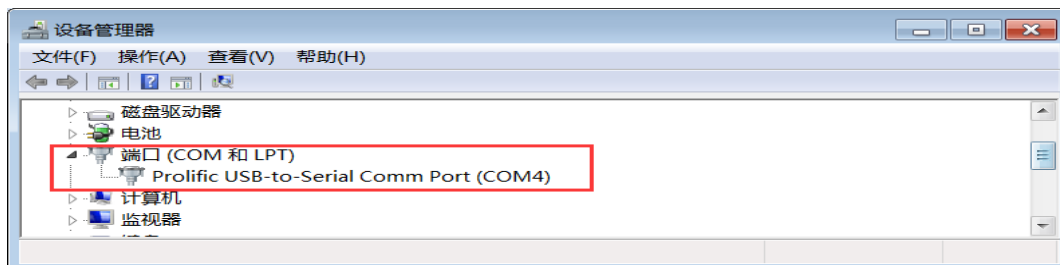 设备管理器
文件(F) 操作(A) 查看(V) 帮助(H)
磁盘驱动器
电池
端口 (COM 和 LPT)
Prolific USB-to-Serial Comm Port (COM4)
计算机
监视器